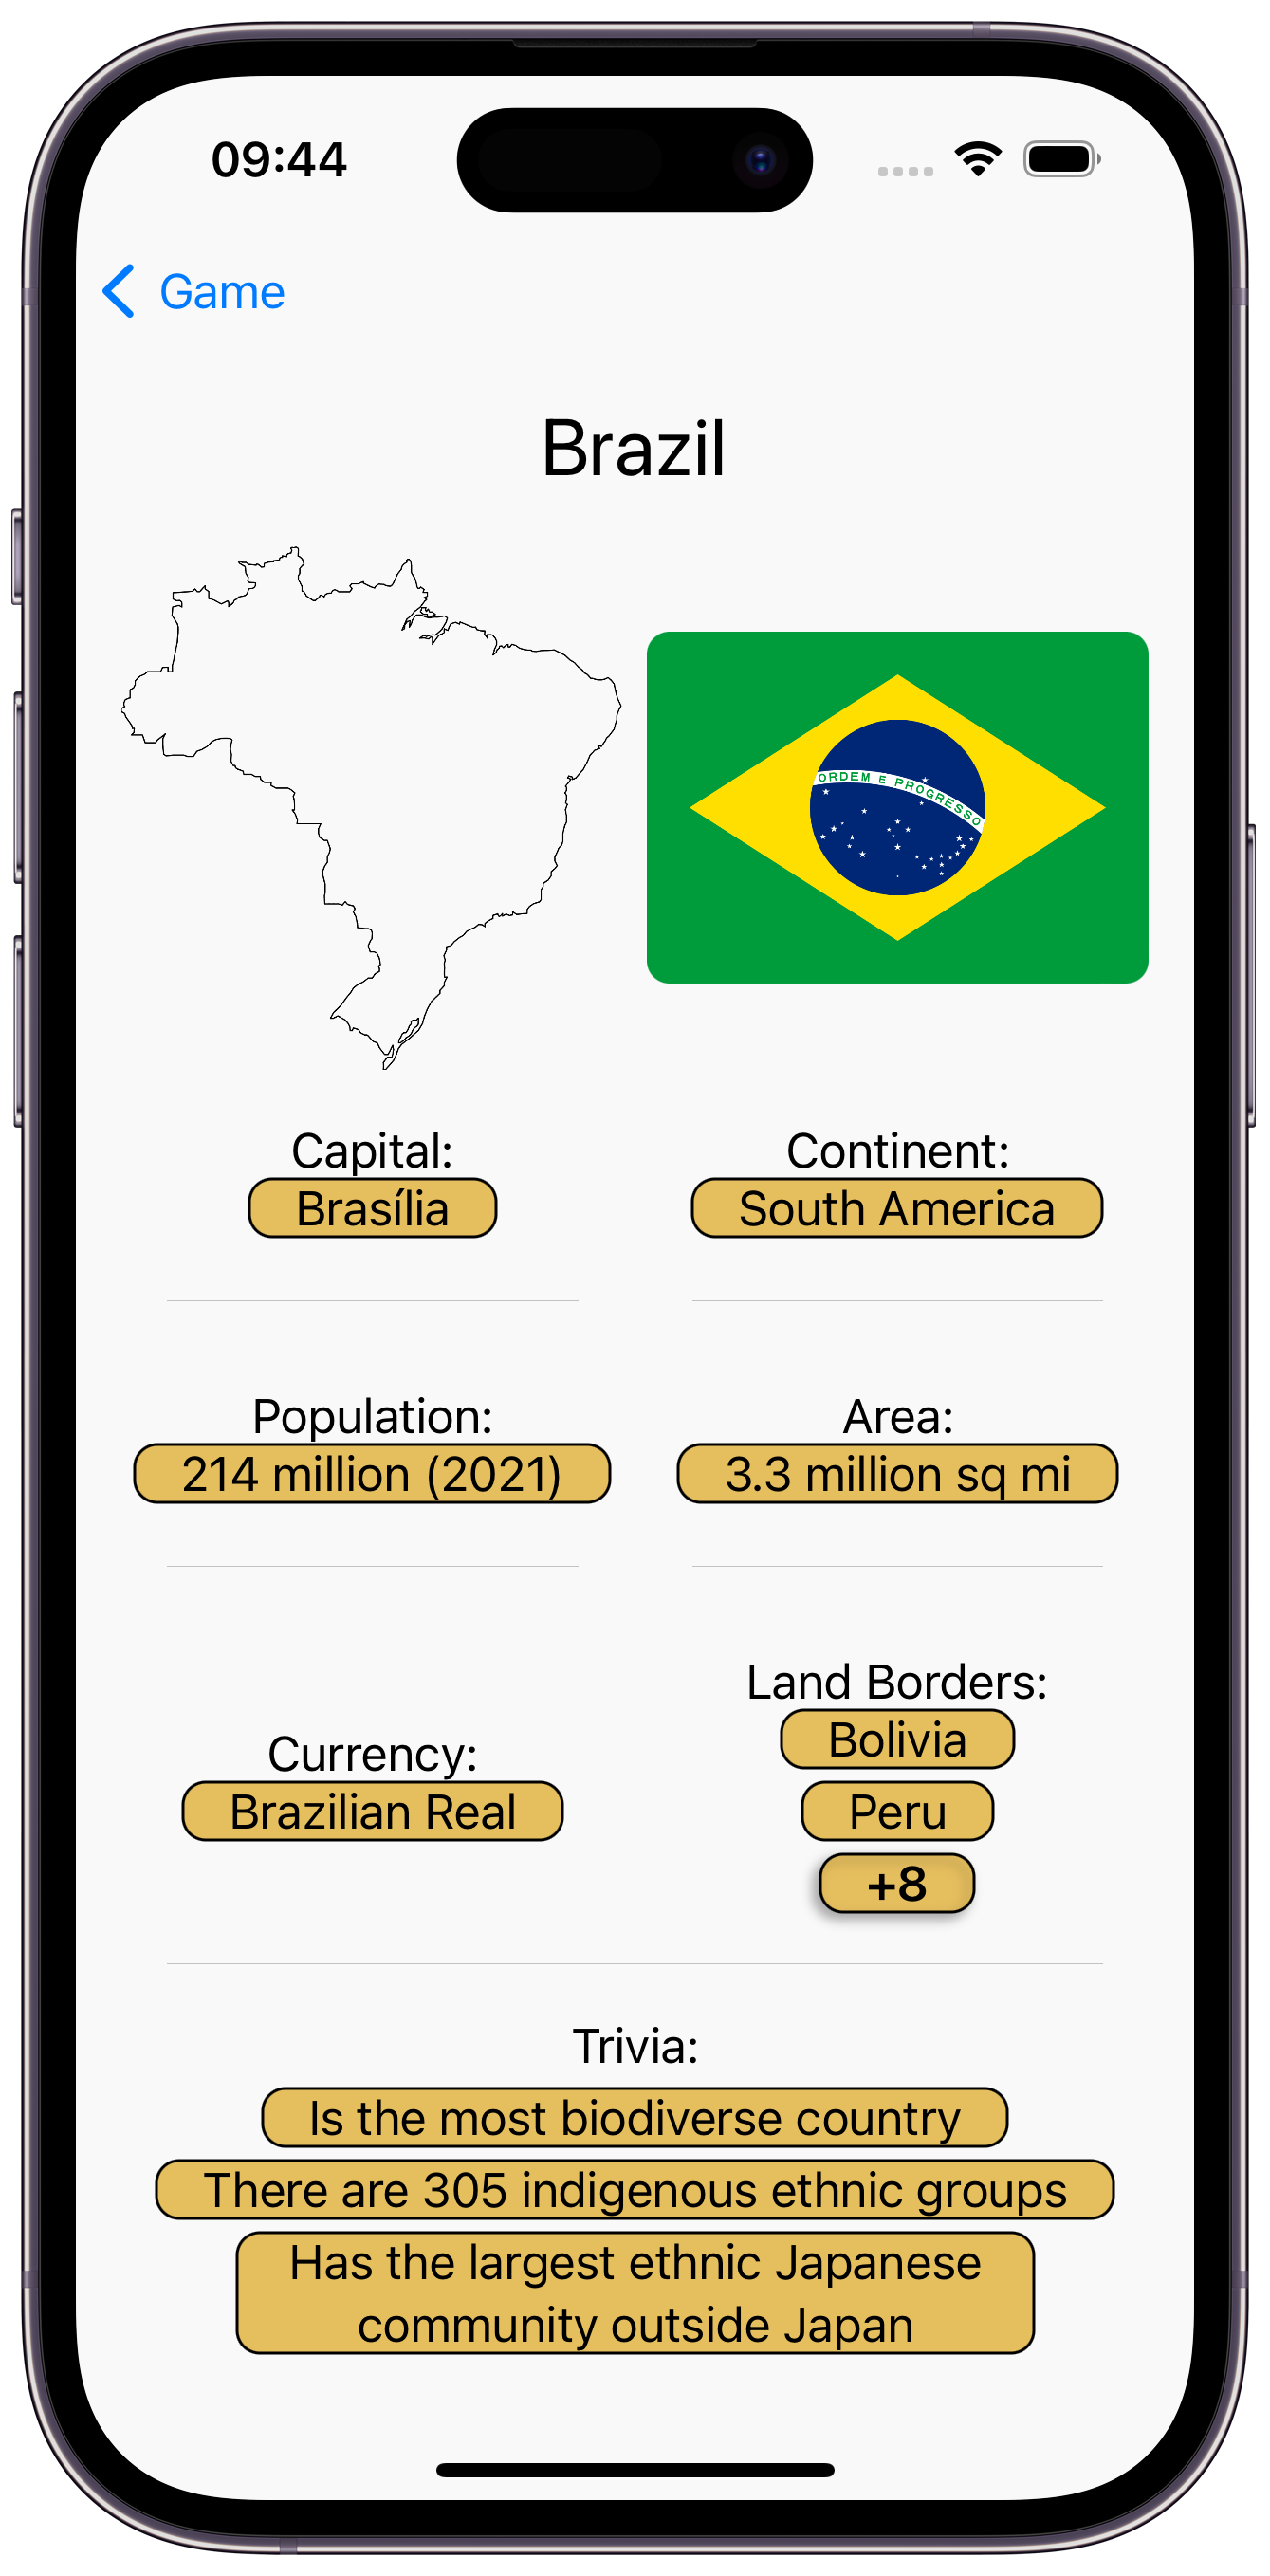 09:44
Game
Brazil
ORDEM E PROGRESSO
Capital:
Brasília
Continent:
South America
Population:
214 million (2021)
Area:
3.3 million sq mi
Currency:
Brazilian Real
Land Borders:
Bolivia
Peru
+8
Trivia:
Is the most biodiverse country
There are 305 indigenous ethnic groups
Has the largest ethnic Japanese
community outside Japan